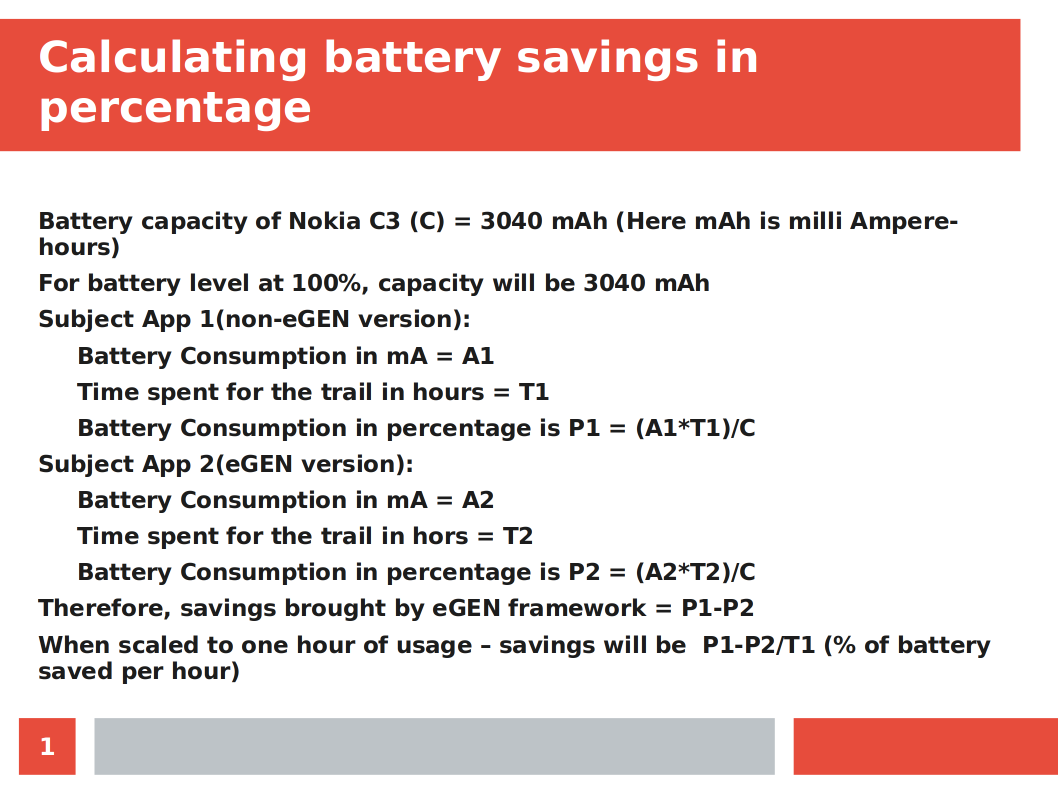 Calculating battery savings in
percentage
Battery capacity of Nokia C3 (C) = 3040 mAh (Here mAh is milli Ampere-
hours)
For battery level at 100%, capacity will be 3040 mAh
Subject App 1(non-eGEN version):
Battery Consumption in mA = A1
Time spent for the trail in hours = T1
Battery Consumption in percentage is P1 = (A1*T1)/C
Subject App 2(eGEN version):
Battery Consumption in mA = A2
Time spent for the trail in hors = T2
Battery Consumption in percentage is P2 = (A2*T2)/C
Therefore, savings brought by eGEN framework = P1-P2
When scaled to one hour of usage – savings will be  P1-P2/T1 (% of battery
saved per hour)
1